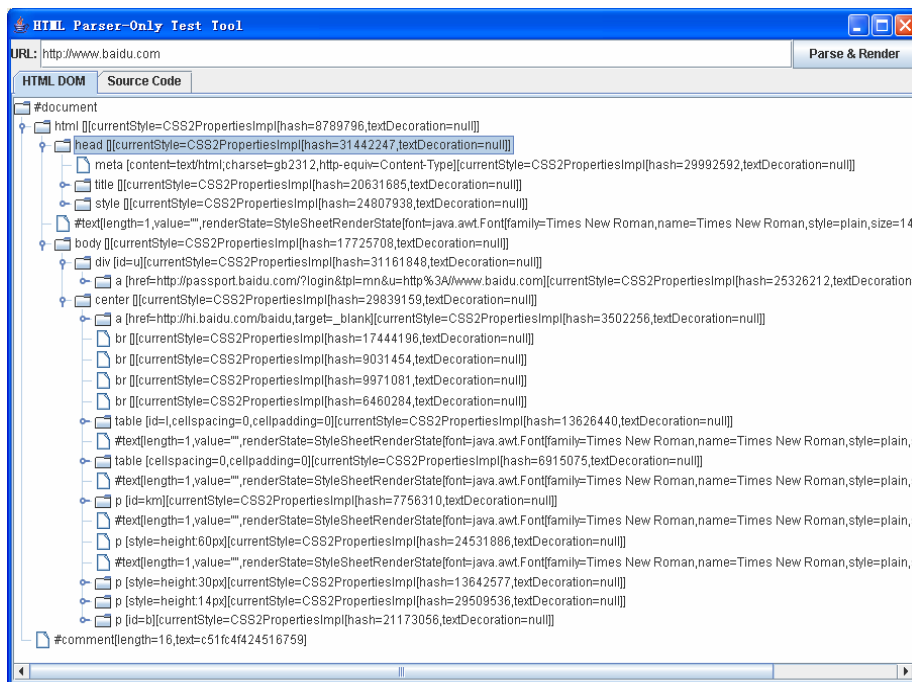 HTML Parser-Only Test Tool
URL: http://www.baidu.com Parse & Render
HTML DOM Source Code
#document
html [][currentStyle=CSS2PropertiesImpl[hash=8789796,textDecoration=null]]
head [][currentStyle=CSS2PropertiesImpl[hash=31442247,textDecoration=null]]
meta [content=text/html;charset=gb2312,http-equiv=Content-Type][currentStyle=CSS2PropertiesImpl[hash=29992592,textDecoration=null]]
title [][currentStyle=CSS2PropertiesImpl[hash=20631685,textDecoration=null]]
style [][currentStyle=CSS2PropertiesImpl[hash=24807938,textDecoration=null]]
#text[length=1,value="",renderState=StyleSheetRenderState[font=java.awt.Font[family=Times New Roman,name=Times New Roman,style=plain,size=14
body [][currentStyle=CSS2PropertiesImpl[hash=17725708,textDecoration=null]]
div [id=u][currentStyle=CSS2PropertiesImpl[hash=31161848,textDecoration=null]]
a [href=http://passport.baidu.com/?login&tpl=mn&u=http%3A//www.baidu.com][currentStyle=CSS2PropertiesImpl[hash=25326212,textDecoration
center [][currentStyle=CSS2PropertiesImpl[hash=29839159,textDecoration=null]]
a [href=http://hi.baidu.com/baidu,target=_blank][currentStyle=CSS2PropertiesImpl[hash=3502256,textDecoration=null]]
br [][currentStyle=CSS2PropertiesImpl[hash=17444196,textDecoration=null]]
br [][currentStyle=CSS2PropertiesImpl[hash=9031454,textDecoration=null]]
br [][currentStyle=CSS2PropertiesImpl[hash=9971081,textDecoration=null]]
br [][currentStyle=CSS2PropertiesImpl[hash=6460284,textDecoration=null]]
table [id=l,cellspacing=0,cellpadding=0][currentStyle=CSS2PropertiesImpl[hash=13626440,textDecoration=null]]
#text[length=1,value="",renderState=StyleSheetRenderState[font=java.awt.Font[family=Times New Roman,name=Times New Roman,style=plain,
table [cellspacing=0,cellpadding=0][currentStyle=CSS2PropertiesImpl[hash=6915075,textDecoration=null]]
#text[length=1,value="",renderState=StyleSheetRenderState[font=java.awt.Font[family=Times New Roman,name=Times New Roman,style=plain,
p [id=km][currentStyle=CSS2PropertiesImpl[hash=7756310,textDecoration=null]]
#text[length=1,value="",renderState=StyleSheetRenderState[font=java.awt.Font[family=Times New Roman,name=Times New Roman,style=plain,
p [style=height:60px][currentStyle=CSS2PropertiesImpl[hash=24531886,textDecoration=null]]
#text[length=1,value="",renderState=StyleSheetRenderState[font=java.awt.Font[family=Times New Roman,name=Times New Roman,style=plain,
p [style=height:30px][currentStyle=CSS2PropertiesImpl[hash=13642577,textDecoration=null]]
p [style=height:14px][currentStyle=CSS2PropertiesImpl[hash=29509536,textDecoration=null]]
p [id=b][currentStyle=CSS2PropertiesImpl[hash=21173056,textDecoration=null]]
#comment[length=16,text=c51fc4f424516759]